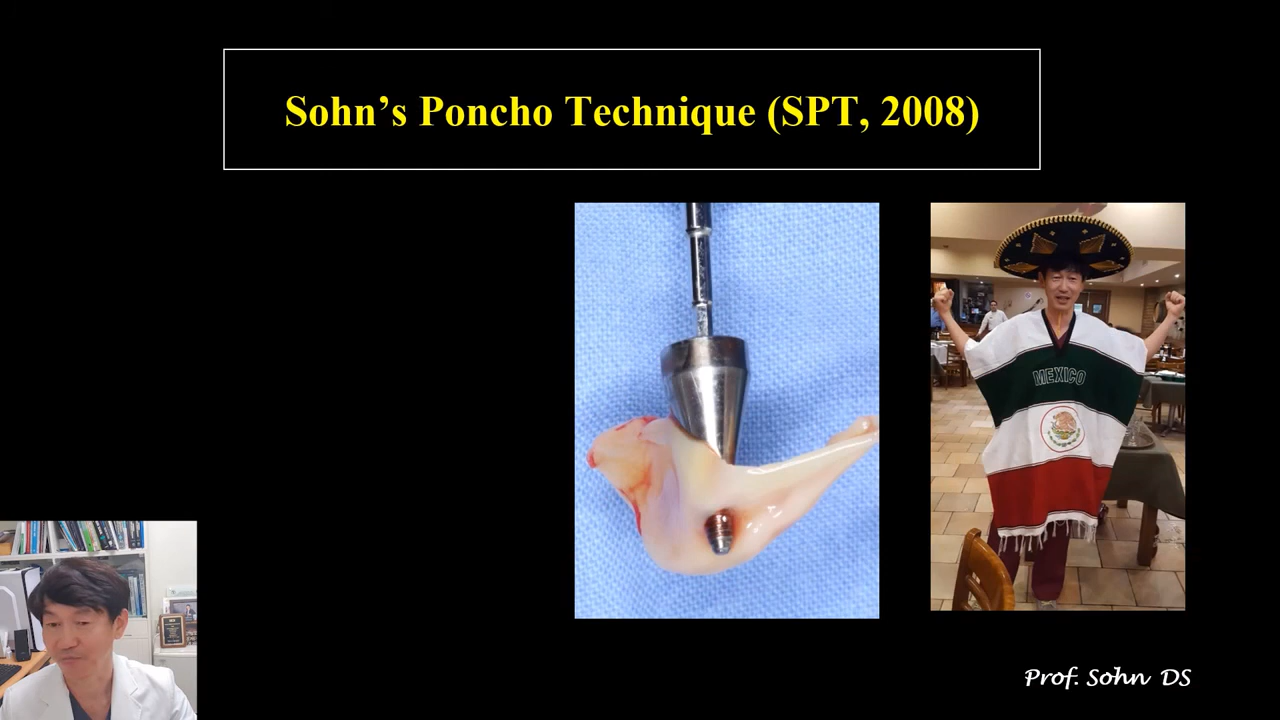 Sohn’s Poncho Technique (SPT, 2008)
MEXICO
Prof. Sohn DS